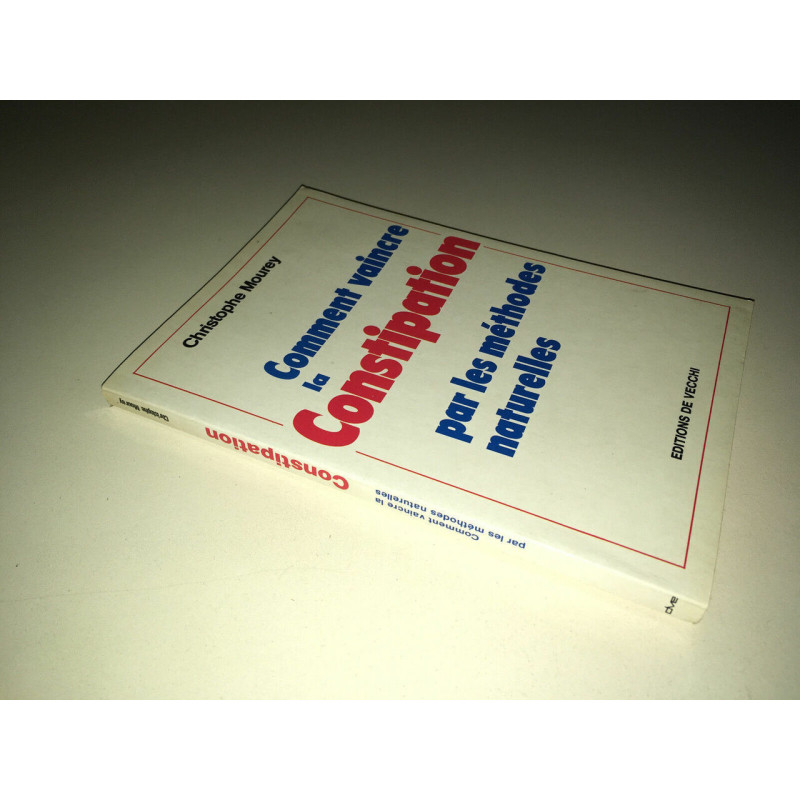 Christophe Mourey
Comment vaincre
la
Constipation
par les méthodes
naturelles
EDITIONS DE VECCHI
Christophe Mourey
Constipation
Comment vaincre la
par les méthodes naturelles
dve